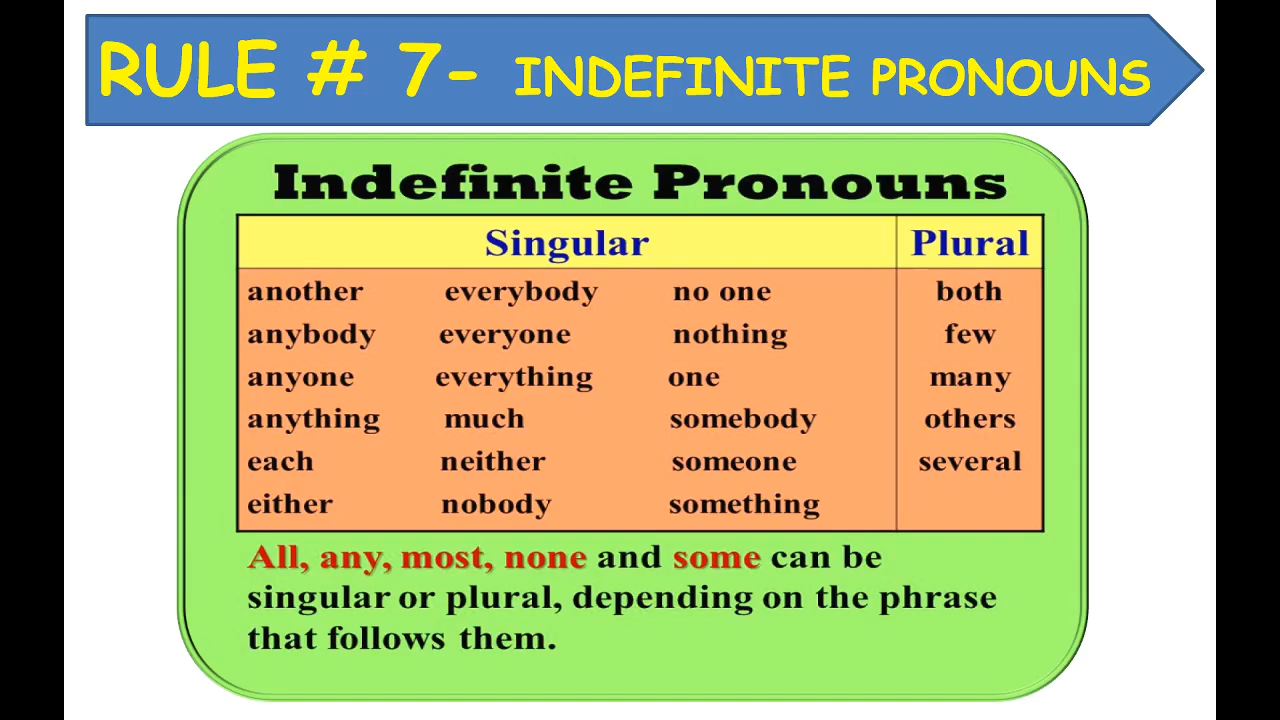 RULE # 7- INDEFINITE PRONOUNS
Indefinite Pronouns
Singular Plural
another everybody no one both
anybody everyone nothing few
anyone everything one many
anything much somebody others
each neither someone several
either nobody something
All, any, most, none and some can be
singular or plural, depending on the phrase
that follows them.